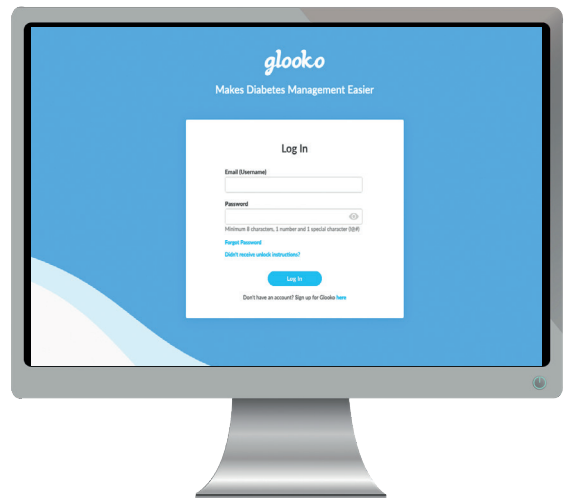 glooko
Makes Diabetes Management Easier
Log In
Email (Username)
Password
Minimum 8 characters, 1 number and 1 special character (!@#)
Forgot Password
Didn't receive unlock instructions?
Log In
Don't have an account? Sign up for Glooko here